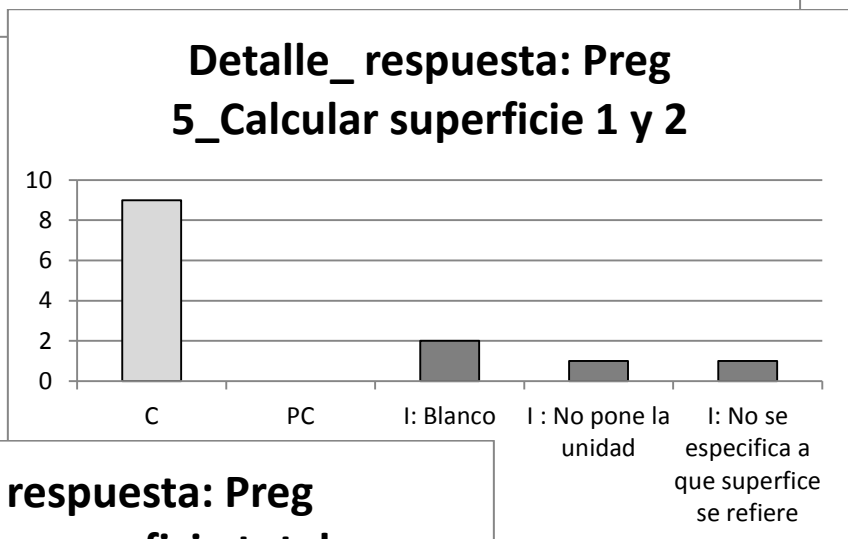 Detalle_ respuesta: Preg
5_Calcular superficie 1 y 2
10
8
6
4
2
0
C
PC
I: Blanco
I : No pone la
unidad
I: No se
especifica a
que superfice
se refiere
respuesta: Preg